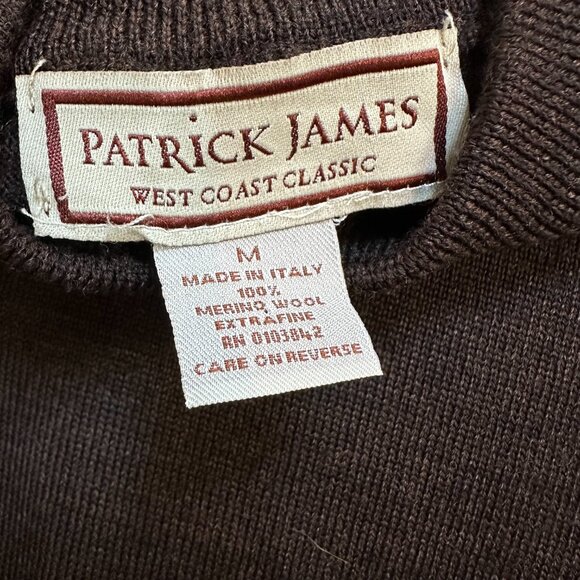 PATRICK JAMES
WEST COAST CLASSIC
M
MADE IN ITALY
100%
MERINO WOOL
EXTRAFINE
RN 0103842
CARE ON REVERSE